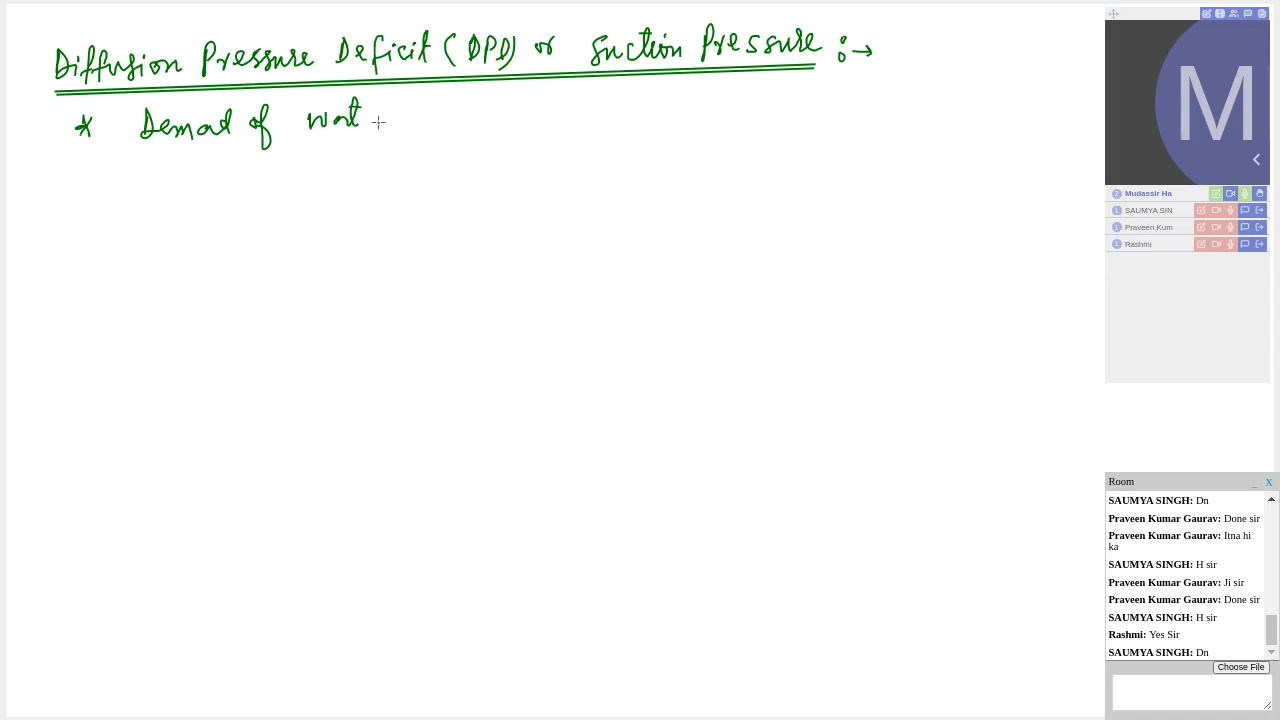 Diffusion Pressure Deficit (DPD) or Suction Pressure :→
* Demad of wat
M
Mudassir Ha
SAUMYA SIN
Praveen Kum
Rashmi
Room
_ X
SAUMYA SINGH: Dn
Praveen Kumar Gaurav: Done sir
Praveen Kumar Gaurav: Itna hi
ka
SAUMYA SINGH: H sir
Praveen Kumar Gaurav: Ji sir
Praveen Kumar Gaurav: Done sir
SAUMYA SINGH: H sir
Rashmi: Yes Sir
SAUMYA SINGH: Dn
Choose File